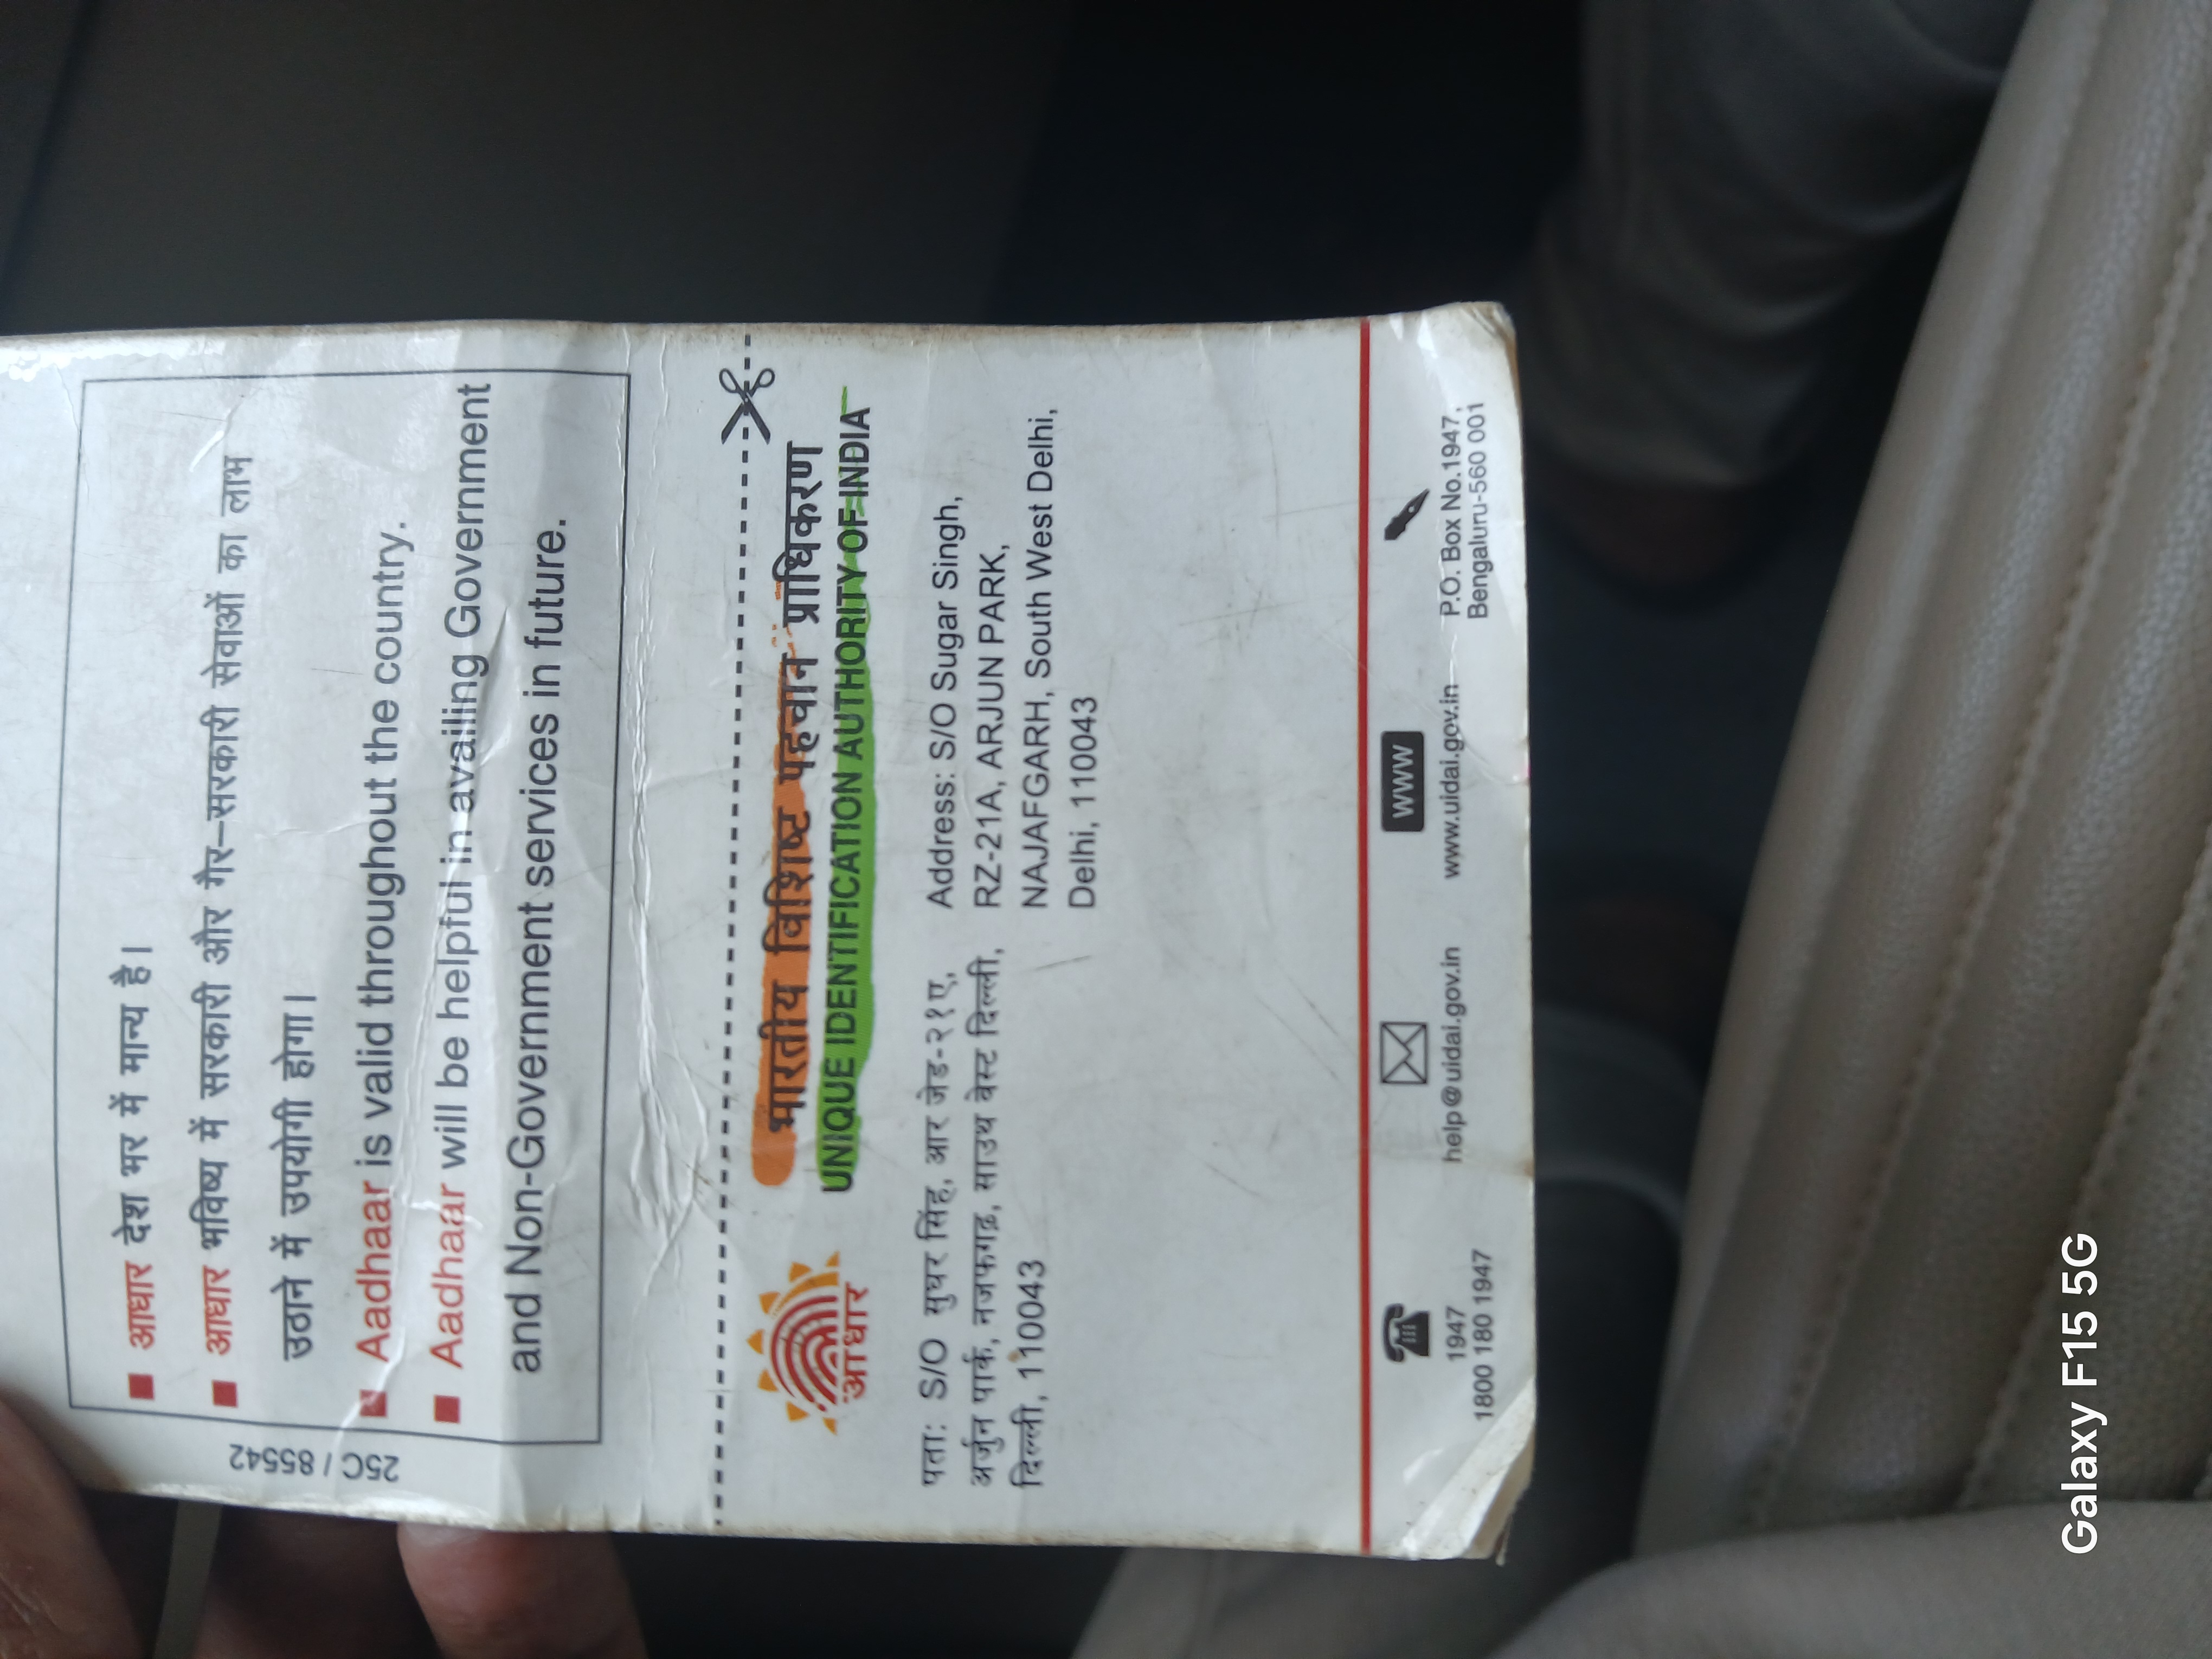 25C / 85542
■ आधार देश भर में मान्य है।
■ आधार भविष्य में सरकारी और गैर–सरकारी सेवाओं का लाभ
उठाने में उपयोगी होगा।
■ Aadhaar is valid throughout the country.
■ Aadhaar will be helpful in availing Government
and Non-Government services in future.
आधार
भारतीय विशिष्ट पहचान प्राधिकरण
UNIQUE IDENTIFICATION AUTHORITY OF INDIA
पता: S/O सुघर सिंह, आर जेड-२१ए,
अर्जुन पार्क, नजफगढ़, साउथ वेस्ट दिल्ली,
दिल्ली, 110043
Address: S/O Sugar Singh,
RZ-21A, ARJUN PARK,
NAJAFGARH, South West Delhi,
Delhi, 110043
1947
1800 180 1947
help@uidai.gov.in
www
www.uidai.gov.in
P.O. Box No.1947,
Bengaluru-560 001
Galaxy F15 5G